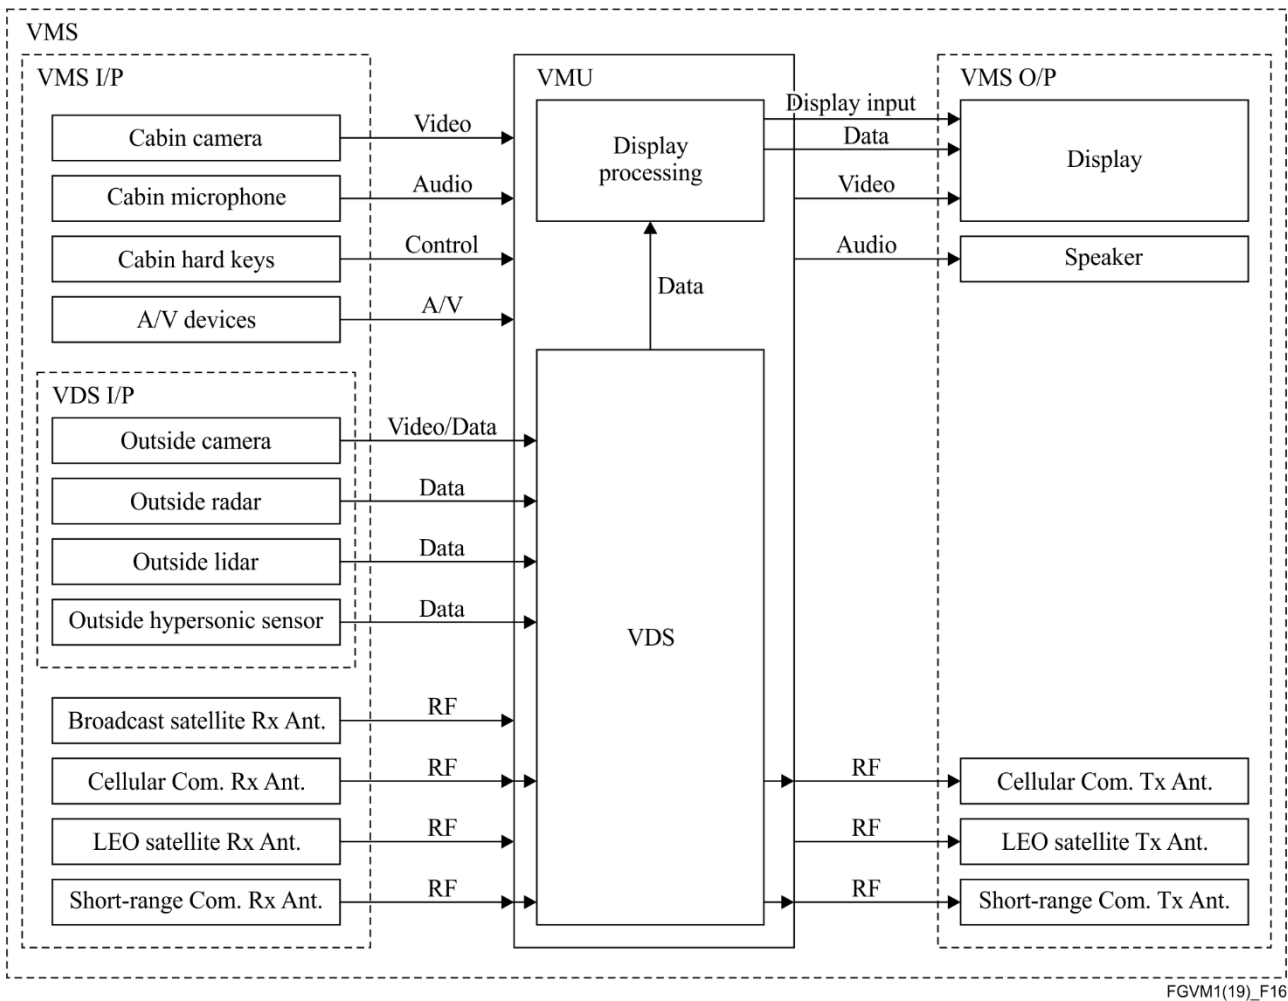 VMS
VMS I/P
Cabin camera
Video
Cabin microphone
Audio
Cabin hard keys
Control
A/V devices
A/V
VDS I/P
Outside camera
Video/Data
Outside radar
Data
Outside lidar
Data
Outside hypersonic sensor
Data
Broadcast satellite Rx Ant.
RF
Cellular Com. Rx Ant.
RF
LEO satellite Rx Ant.
RF
Short-range Com. Rx Ant.
RF
VMU
Display
processing
Data
VDS
Display input
Data
Video
Audio
RF
RF
RF
VMS O/P
Display
Speaker
Cellular Com. Tx Ant.
LEO satellite Tx Ant.
Short-range Com. Tx Ant.
FGVM1(19)_F16